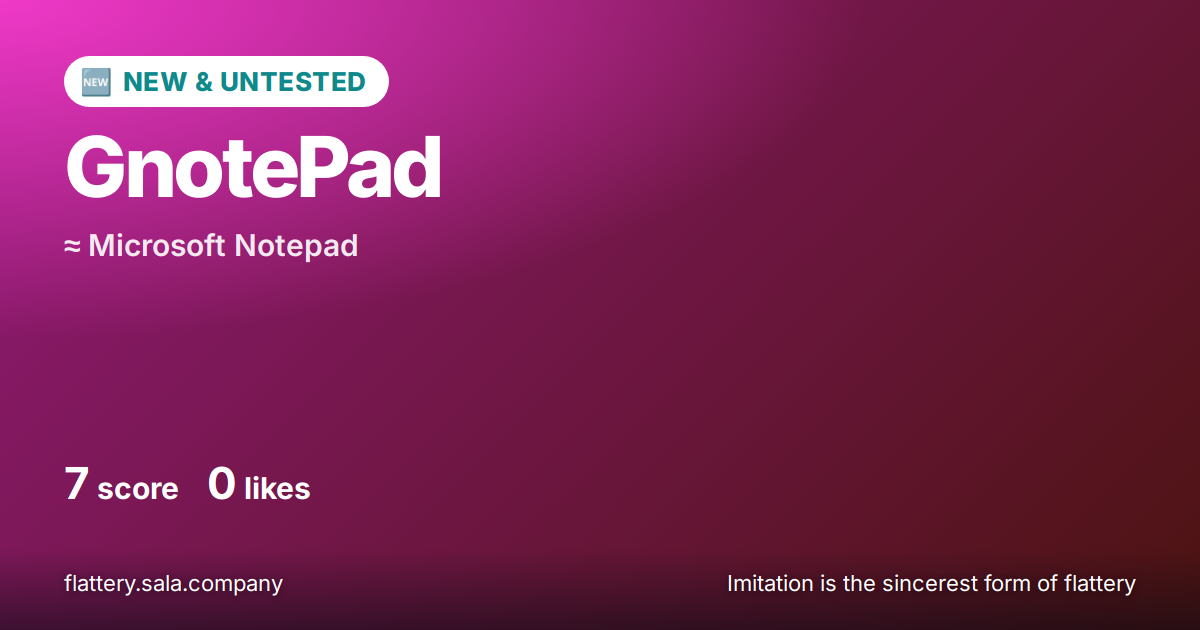 🆕 NEW & UNTESTED
GnotePad
≈ Microsoft Notepad
7 score 0 likes
flattery.sala.company
Imitation is the sincerest form of flattery